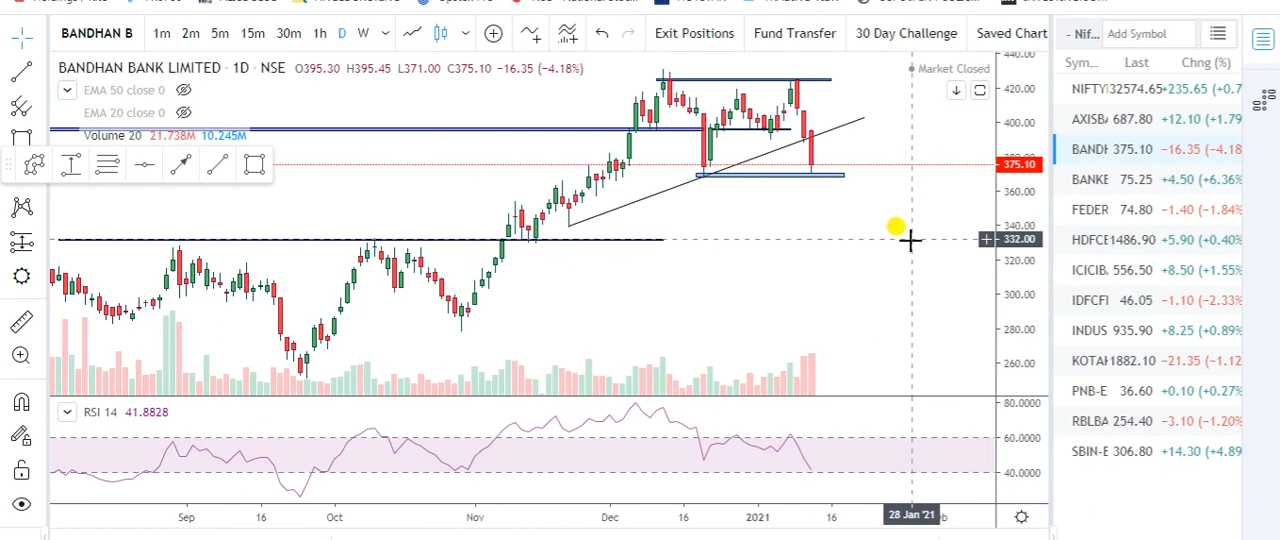 BANDHAN B 1m 2m 5m 15m 30m 1h D W Exit Positions Fund Transfer 30 Day Challenge Saved Chart
- Nif... Add Symbol
BANDHAN BANK LIMITED · 1D · NSE O395.30 H395.45 L371.00 C375.10 -16.35 (-4.18%)
Market Closed
EMA 50 close 0
EMA 20 close 0
Volume 20 21.738M 10.245M
440.00
420.00
400.00
375.10
360.00
340.00
332.00
320.00
300.00
280.00
260.00
RSI 14 41.8828
80.0000
60.0000
40.0000
Sep 16 Oct Nov Dec 16 2021 16 28 Jan '21
Sym... Last Chng (%)
NIFTY 32574.65 +235.65 (+0.7
AXISB 687.80 +12.10 (+1.79
BANDH 375.10 -16.35 (-4.18
BANKE 75.25 +4.50 (+6.36%
FEDER 74.80 -1.40 (-1.84%
HDFCE 1486.90 +5.90 (+0.40%
ICICIB 556.50 +8.50 (+1.55%
IDFCFI 46.05 -1.10 (-2.33%
INDUS 935.90 +8.25 (+0.89%
KOTAK 1882.10 -21.35 (-1.12
PNB-E 36.60 +0.10 (+0.27%
RBLBA 254.40 -3.10 (-1.20%
SBIN-E 306.80 +14.30 (+4.89